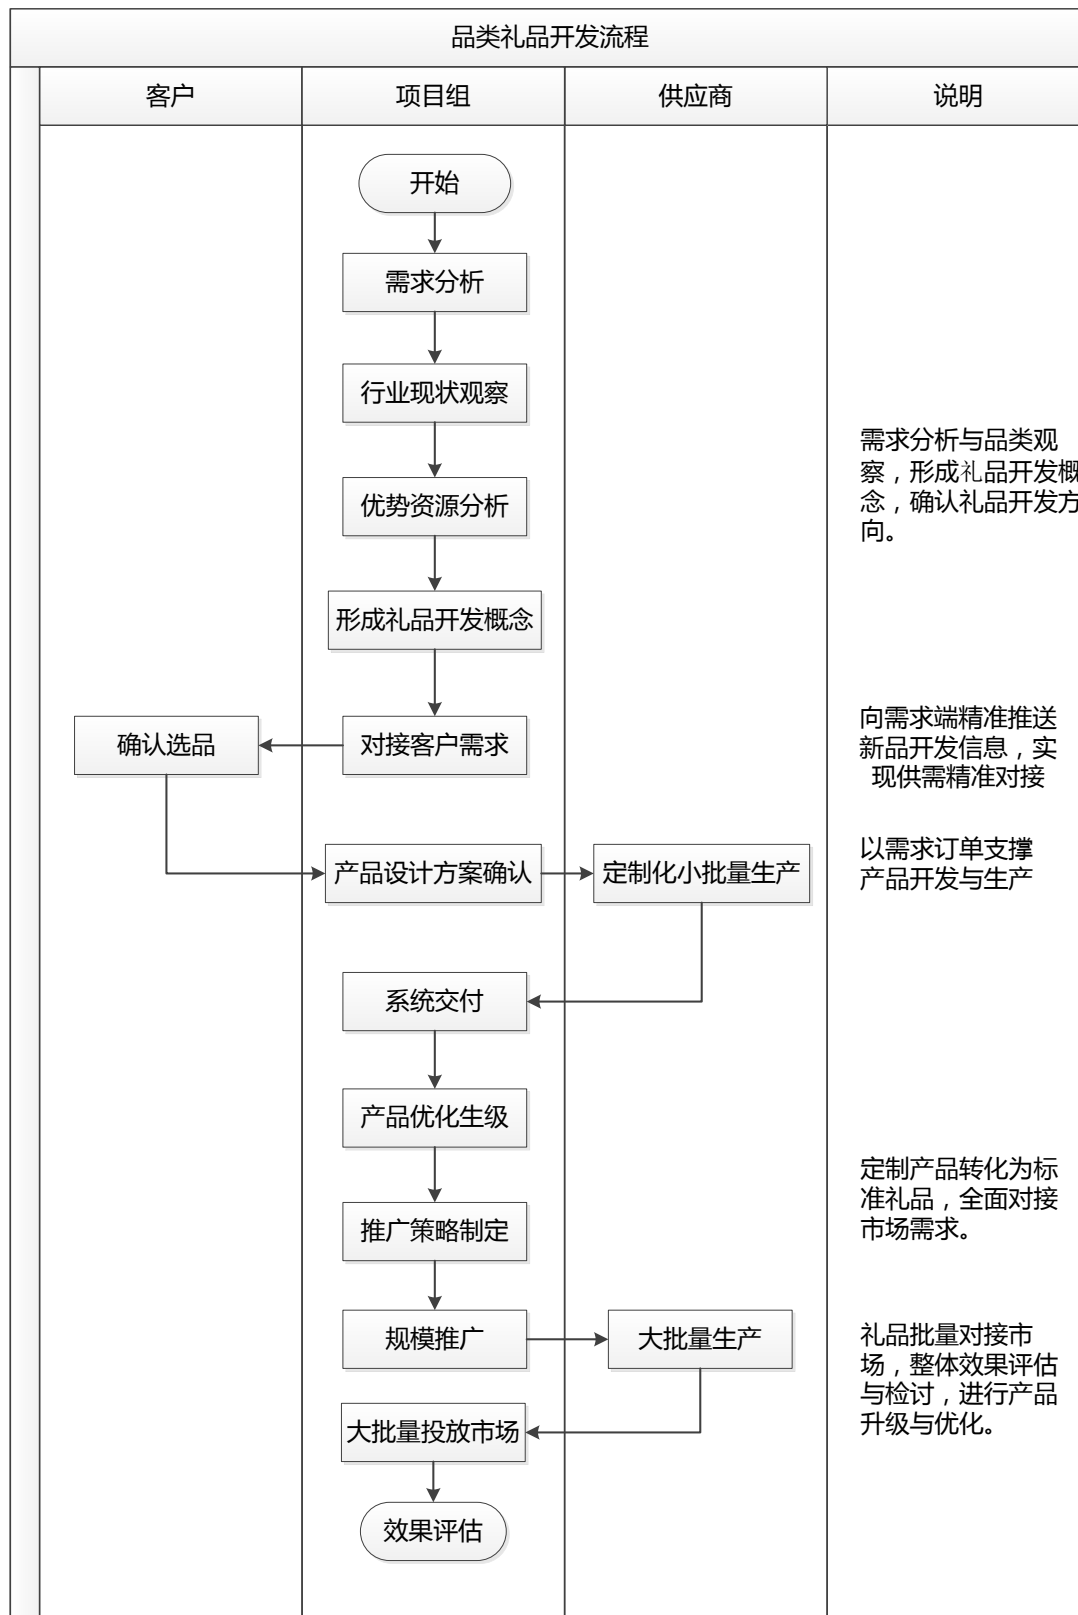 品类礼品开发流程
客户
项目组
供应商
说明
开始
需求分析
行业现状观察
优势资源分析
形成礼品开发概念
需求分析与品类观
察，形成礼品开发概
念，确认礼品开发方
向。
确认选品
对接客户需求
向需求端精准推送
新品开发信息，实
现供需精准对接
产品设计方案确认
定制化小批量生产
以需求订单支撑
产品开发与生产
系统交付
产品优化生级
推广策略制定
定制产品转化为标
准礼品，全面对接
市场需求。
规模推广
大批量生产
大批量投放市场
礼品批量对接市
场，整体效果评估
与检讨，进行产品
升级与优化。
效果评估